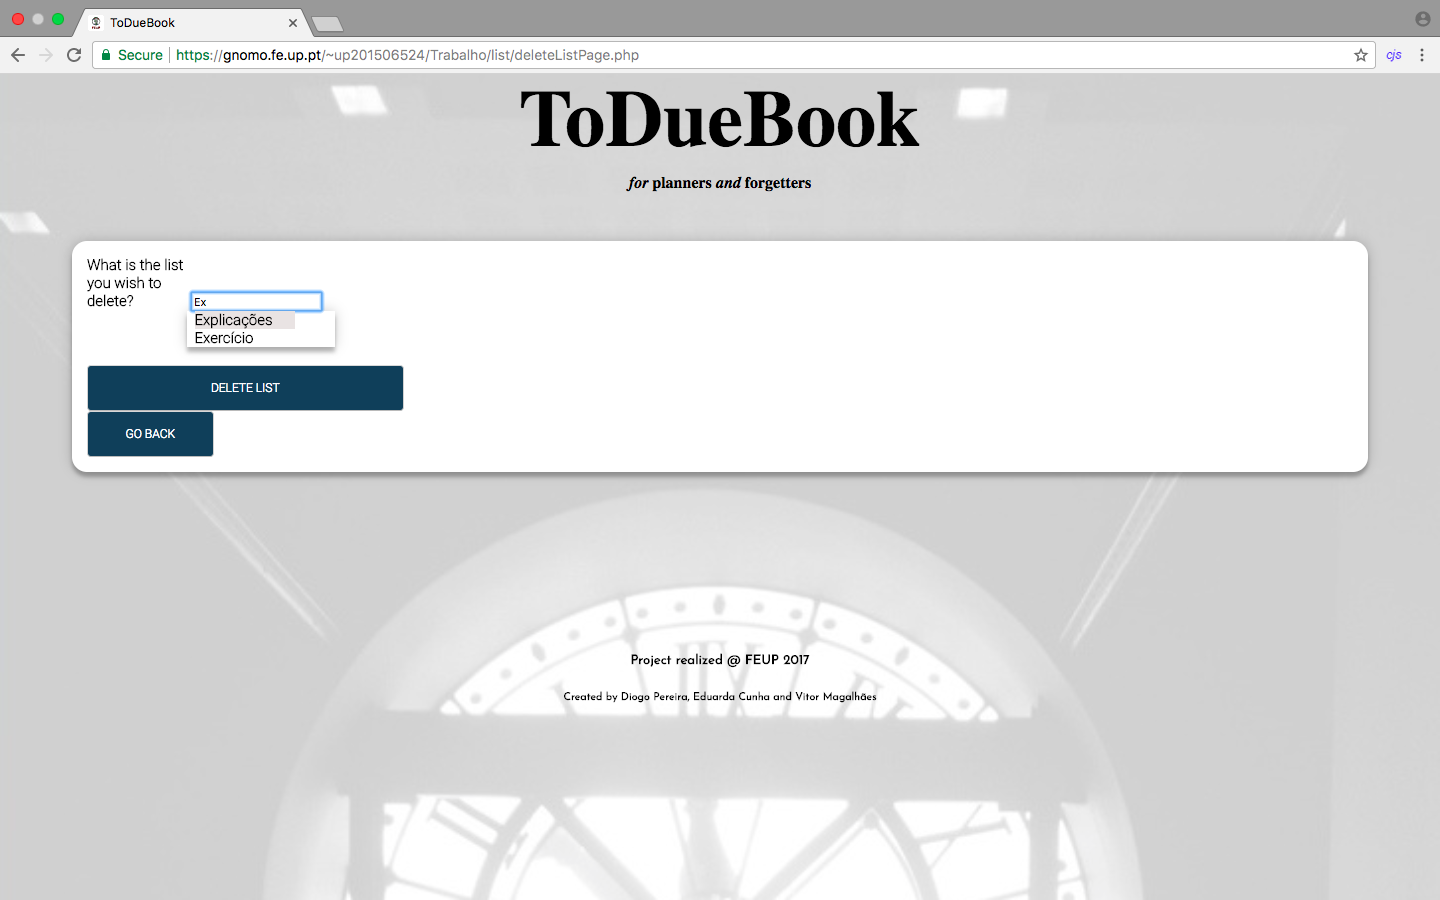 ToDueBook
Secure https://gnomo.fe.up.pt/~up201506524/Trabalho/list/deleteListPage.php cjs
ToDueBook
for planners and forgetters
What is the list
you wish to
delete?
Ex
Explicações
Exercício
DELETE LIST
GO BACK
Project realized @ FEUP 2017
Created by Diogo Pereira, Eduarda Cunha and Vitor Magalhães